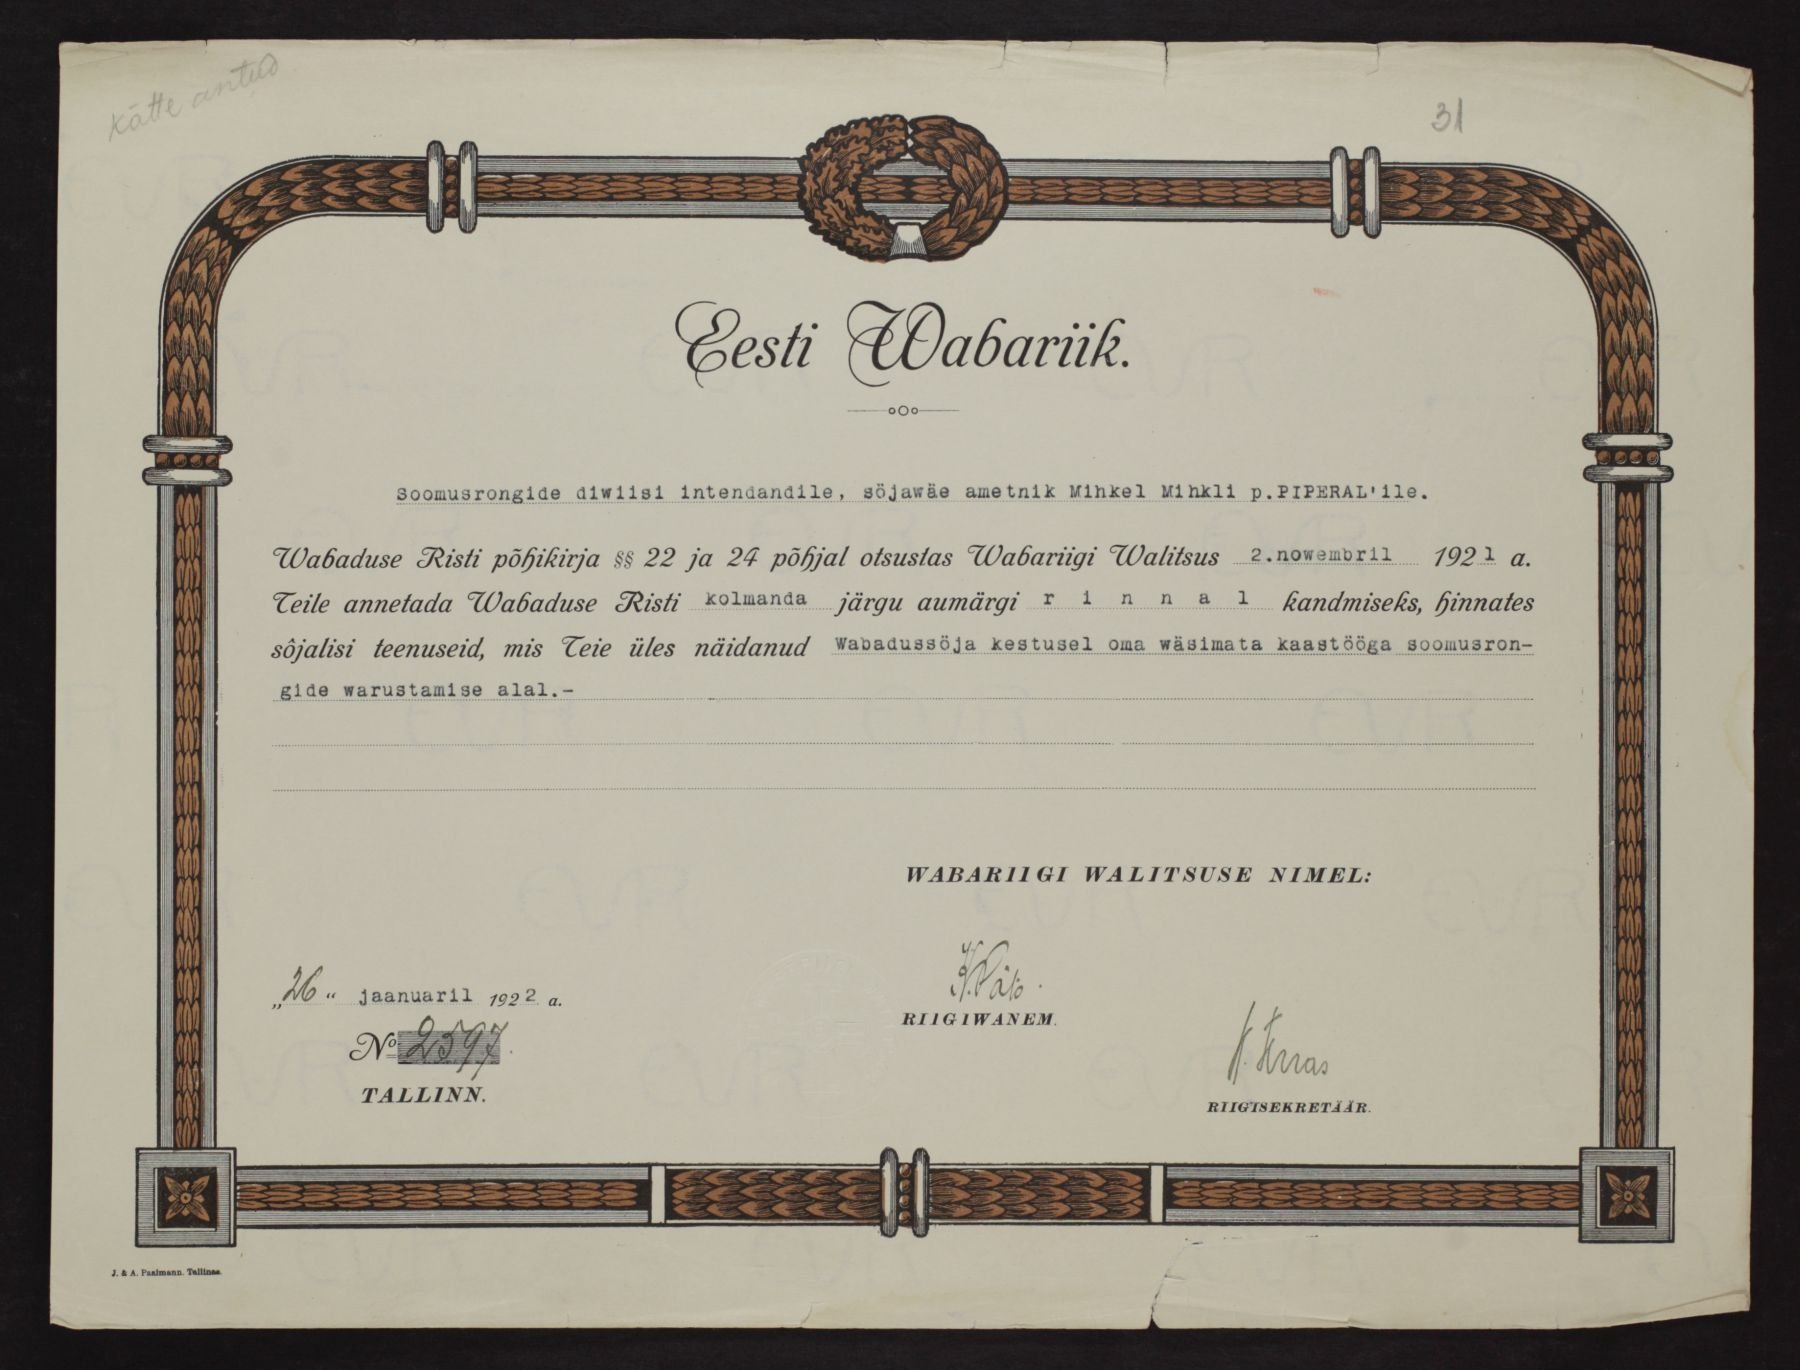 kätte antud
31
Eesti Wabariik.
Soomusrongide diwiisi intendandile, söjawäe ametnik Mihkel Mihkli p.PIPERAL'ile.
Wabaduse Risti põhikirja §§ 22 ja 24 põhjal otsustas Wabariigi Walitsus 2.nowembril 1921 a.
Teile annetada Wabaduse Risti kolmanda järgu aumärgi r i n n a l kandmiseks, hinnates
sôjalisi teenuseid, mis Teie üles näidanud Wabadussöja kestusel oma wäsimata kaastööga soomusron-
gide warustamise alal.-
WABARIIGI WALITSUSE NIMEL:
„26“ jaanuaril 1922 a.
K. Päts.
RIIGIWANEM.
No 2597.
TALLINN.
RIIGISEKRETÄÄR.
J. & A. Paalmann. Tallinas.